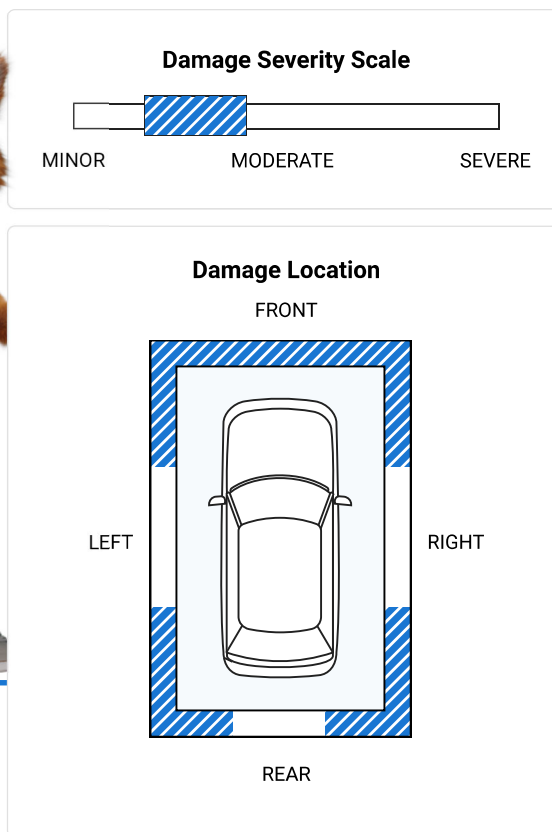 Damage Severity Scale
MINOR MODERATE SEVERE
Damage Location
FRONT
LEFT RIGHT
REAR